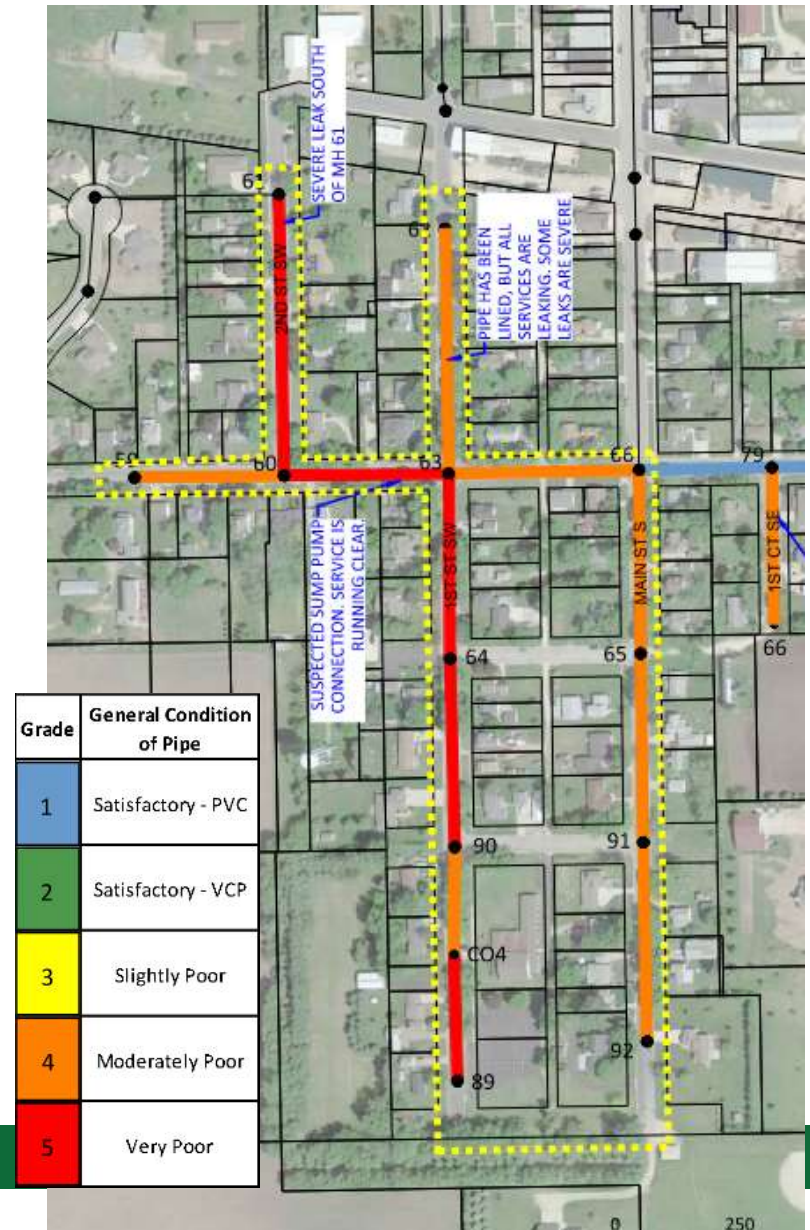 SEVERE LEAK SOUTH
OF MH 61
2ND ST SW
PIPE HAS BEEN
LINED, BUT ALL
SERVICES ARE
LEAKING. SOME
LEAKS ARE SEVERE
59
60
63
66
79
SUSPECTED SUMP PUMP
CONNECTION. SERVICE IS
RUNNING CLEAR.
1ST ST SW
MAIN ST S
1ST CT SE
66
64
65
90
91
CO4
92
89
Grade General Condition
of Pipe
1 Satisfactory - PVC
2 Satisfactory - VCP
3 Slightly Poor
4 Moderately Poor
5 Very Poor
0 250